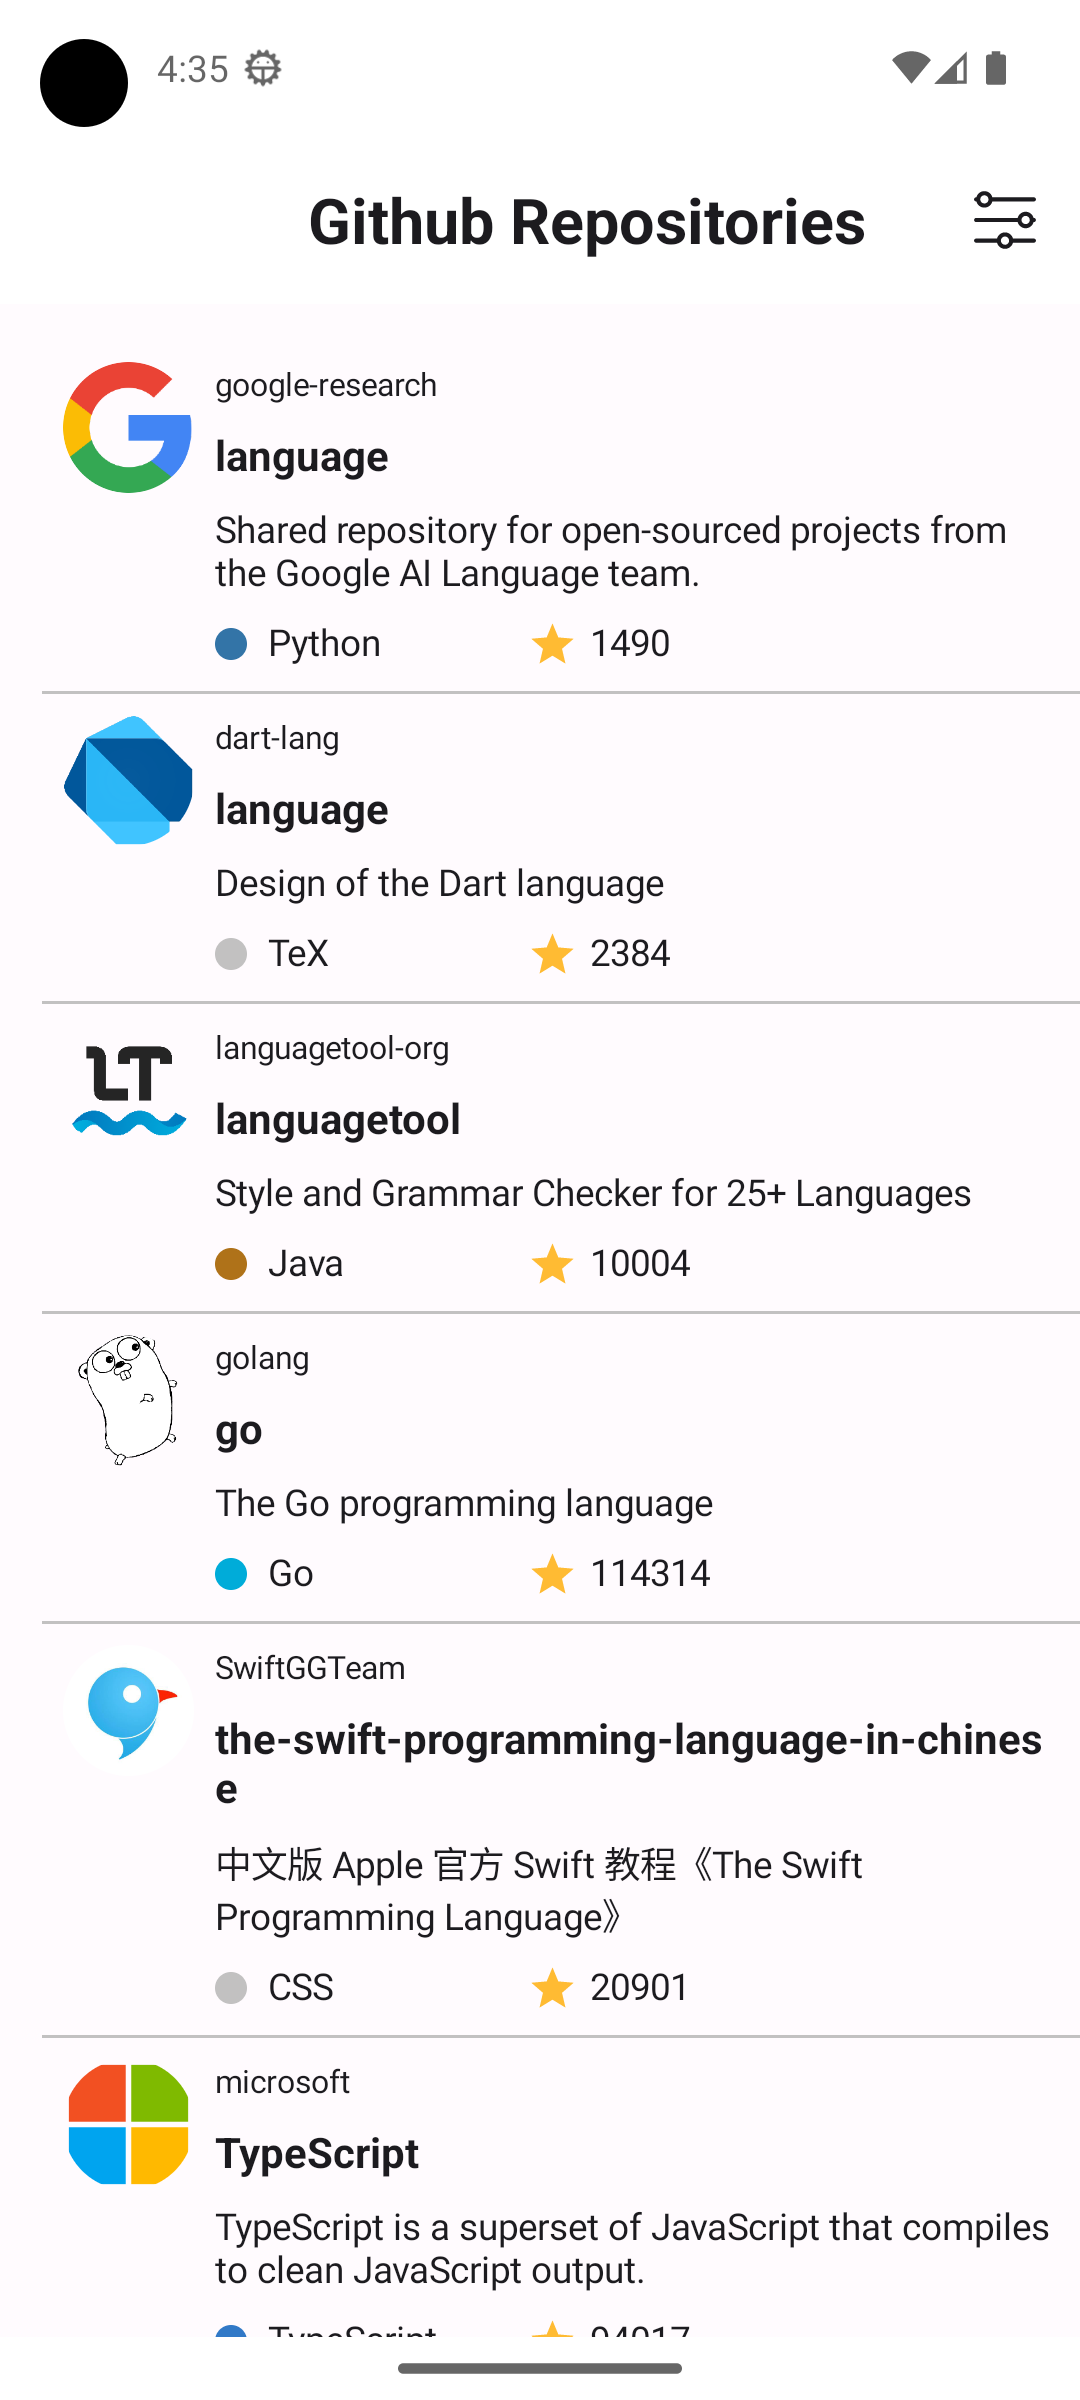 4:35
Github Repositories
google-research
language
Shared repository for open-sourced projects from
the Google AI Language team.
Python 1490
dart-lang
language
Design of the Dart language
TeX 2384
LT
languagetool-org
languagetool
Style and Grammar Checker for 25+ Languages
Java 10004
golang
go
The Go programming language
Go 114314
SwiftGGTeam
the-swift-programming-language-in-chines
e
中文版 Apple 官方 Swift 教程《The Swift
Programming Language》
CSS 20901
microsoft
TypeScript
TypeScript is a superset of JavaScript that compiles
to clean JavaScript output.
TypeScript